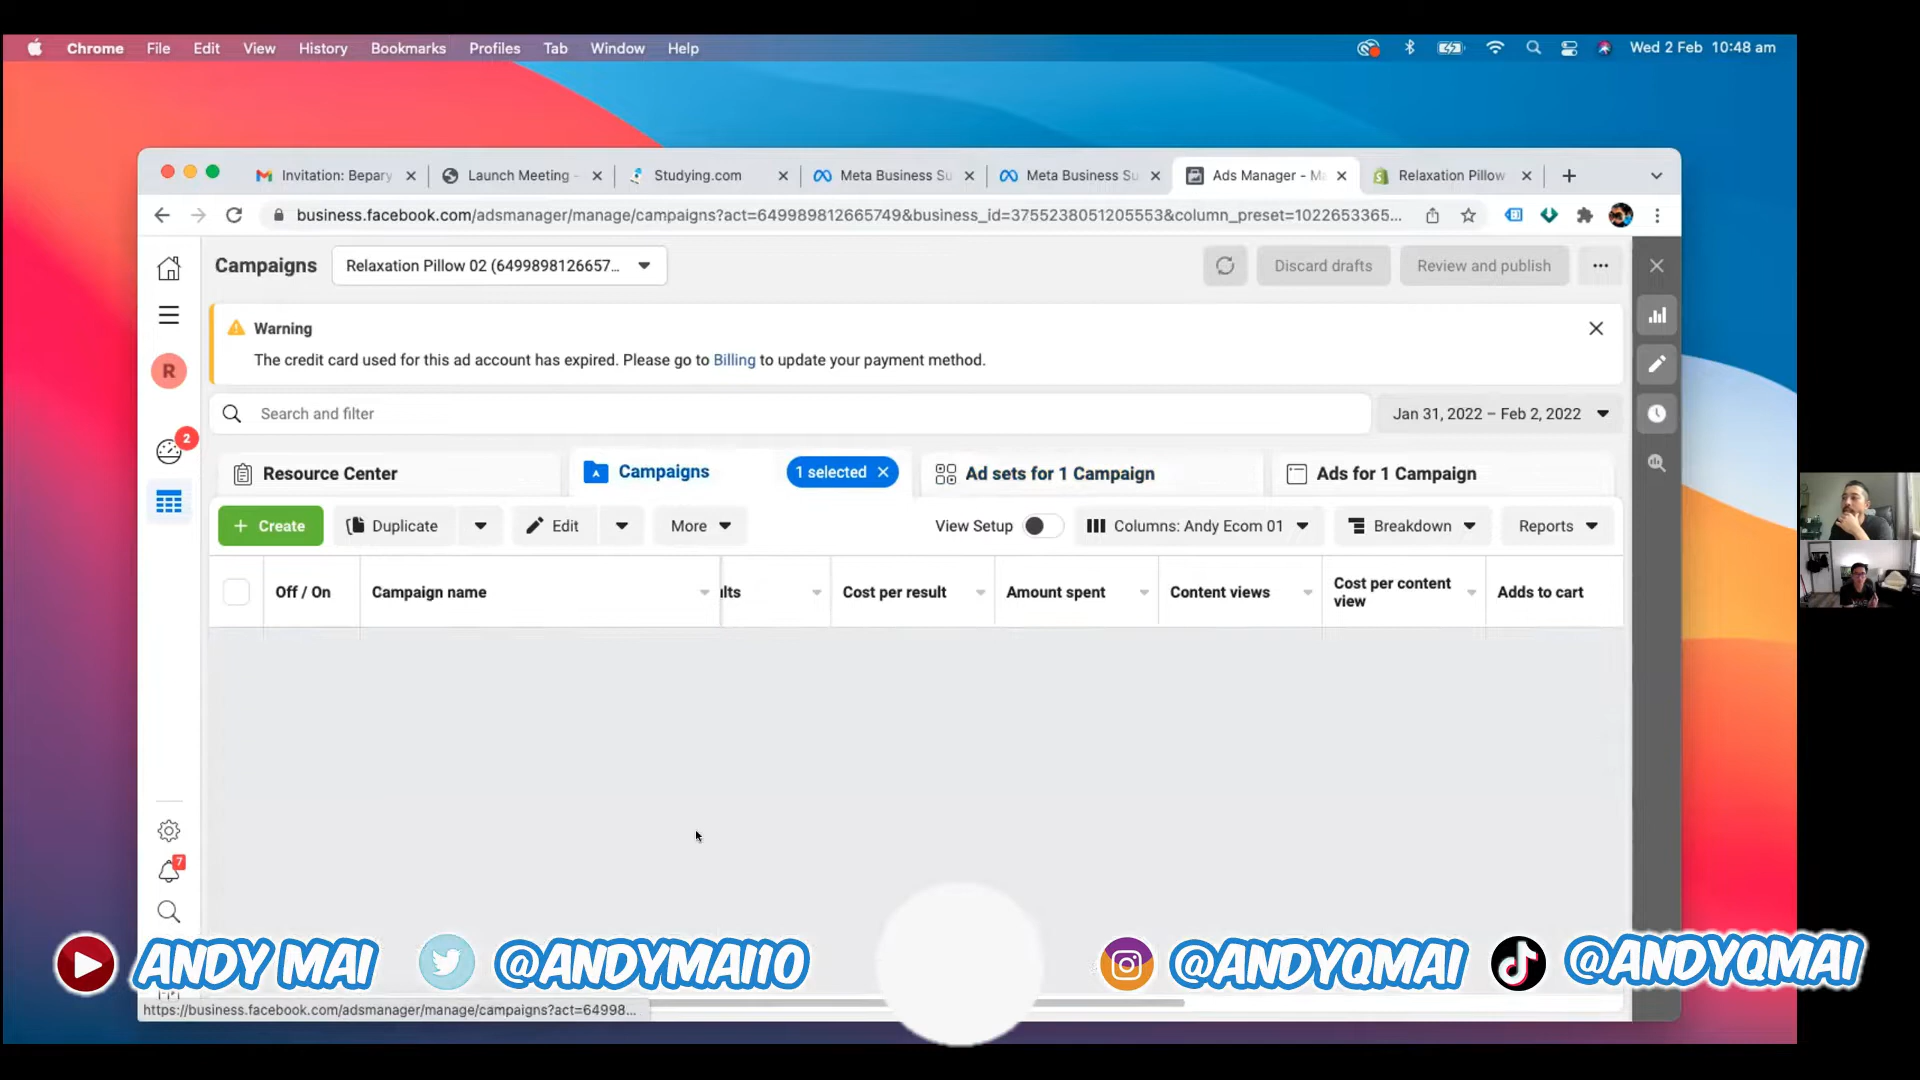 Chrome File Edit View History Bookmarks Profiles Tab Window Help Wed 2 Feb 10:48 am
Invitation: Bepary Launch Meeting - Studying.com Meta Business Su Meta Business Su Ads Manager - Ma Relaxation Pillow
business.facebook.com/adsmanager/manage/campaigns?act=649989812665749&business_id=3755238051205553&column_preset=1022653365...
Campaigns Relaxation Pillow 02 (6499898126657... Discard drafts Review and publish
Warning
The credit card used for this ad account has expired. Please go to Billing to update your payment method.
R
Search and filter Jan 31, 2022 – Feb 2, 2022
2
Resource Center Campaigns 1 selected Ad sets for 1 Campaign Ads for 1 Campaign
+ Create Duplicate Edit More View Setup Columns: Andy Ecom 01 Breakdown Reports
Off / On Campaign name ults Cost per result Amount spent Content views Cost per content view Adds to cart
7
ANDY MAI @ANDYMAI10 @ANDYQMAI @ANDYQMAI
https://business.facebook.com/adsmanager/manage/campaigns?act=64998...